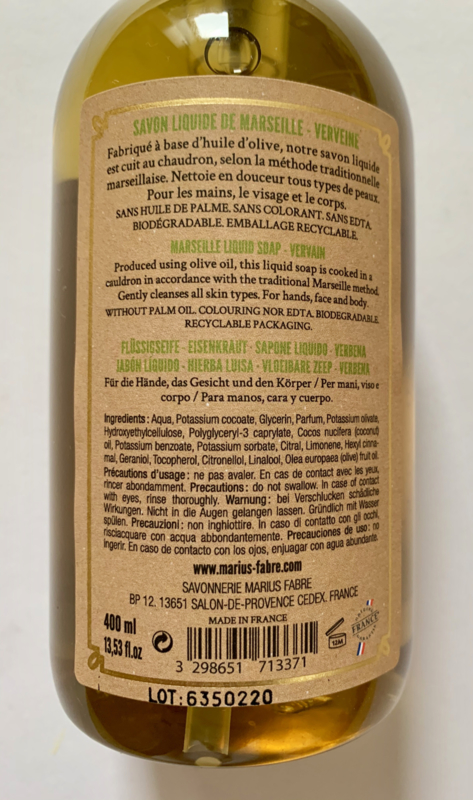 SAVON LIQUIDE DE MARSEILLE - VERVEINE
Fabriqué à base d'huile d'olive, notre savon liquide
est cuit au chaudron, selon la méthode traditionnelle
marseillaise. Nettoie en douceur tous types de peaux.
Pour les mains, le visage et le corps.
SANS HUILE DE PALME. SANS COLORANT. SANS EDTA.
BIODÉGRADABLE. EMBALLAGE RECYCLABLE.
MARSEILLE LIQUID SOAP - VERVAIN
Produced using olive oil, this liquid soap is cooked in a
cauldron in accordance with the traditional Marseille method.
Gently cleanses all skin types. For hands, face and body.
WITHOUT PALM OIL. COLOURING NOR EDTA. BIODEGRADABLE.
RECYCLABLE PACKAGING.
FLÜSSIGSEIFE - EISENKRAUT - SAPONE LIQUIDO - VERBENA
JABÓN LÍQUIDO - HIERBA LUISA - VLOEIBARE ZEEP - VERBENA
Für die Hände, das Gesicht und den Körper / Per mani, viso e
corpo / Para manos, cara y cuerpo.
Ingredients : Aqua, Potassium cocoate, Glycerin, Parfum, Potassium olivate,
Hydroxyethylcellulose, Polyglyceryl-3 caprylate, Cocos nucifera (coconut)
oil, Potassium benzoate, Potassium sorbate, Citral, Limonene, Hexyl cinna-
mal, Geraniol, Tocopherol, Citronellol, Linalool, Olea europaea (olive) fruit oil.
Précautions d'usage : ne pas avaler. En cas de contact avec les yeux,
rincer abondamment. Precautions : do not swallow. In case of contact
with eyes, rinse thoroughly. Warnung : bei Verschlucken schädliche
Wirkungen. Nicht in die Augen gelangen lassen. Gründlich mit Wasser
spülen. Precauzioni : non inghiottire. In caso di contatto con gli occhi,
risciacquare con acqua abbondantemente. Precauciones de uso : no
ingerir. En caso de contacto con los ojos, enjuagar con agua abundante.
www.marius-fabre.com
SAVONNERIE MARIUS FABRE
BP 12. 13651 SALON-DE-PROVENCE CEDEX. FRANCE
MADE IN FRANCE
400 ml
13,53 fl.oz
12M
FRANCE
3 298651 713371
LOT:6350220